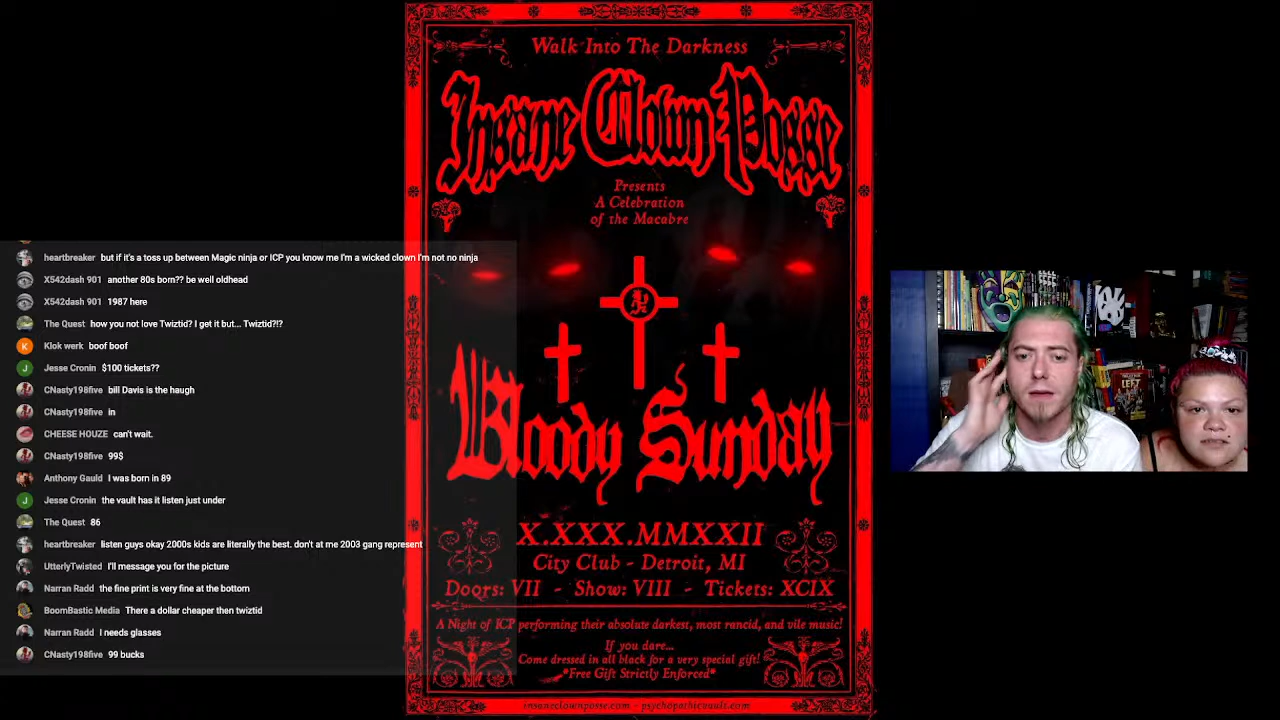 Walk Into The Darkness
Insane Clown Posse
Presents
A Celebration
of the Macabre
Bloody Sunday
X.XXX.MMXXII
City Club - Detroit, MI
Doors: VII - Show: VIII - Tickets: XCIX
A Night of ICP performing their absolute darkest, most rancid, and vile music!
If you dare...
Come dressed in all black for a very special gift!
*Free Gift Strictly Enforced*
insaneclownposse.com - psychopathicvault.com
heartbreaker but if it's a toss up between Magic ninja or ICP you know me I'm a wicked clown I'm not no ninja
X542dash 901 another 80s born?? be well oldhead
X542dash 901 1987 here
The Quest how you not love Twiztid? I get it but... Twiztid?!?
K Klok werk boof boof
J Jesse Cronin $100 tickets??
CNasty198five bill Davis is the haugh
CNasty198five in
CHEESE HOUZE can't wait.
CNasty198five 99$
Anthony Gauld I was born in 89
J Jesse Cronin the vault has it listen just under
The Quest 86
heartbreaker listen guys okay 2000s kids are literally the best. don't at me 2003 gang represent
UtterlyTwisted I'll message you for the picture
Narran Radd the fine print is very fine at the bottom
BoomBastic Media There a dollar cheaper then twiztid
Narran Radd I needs glasses
CNasty198five 99 bucks
LEFT